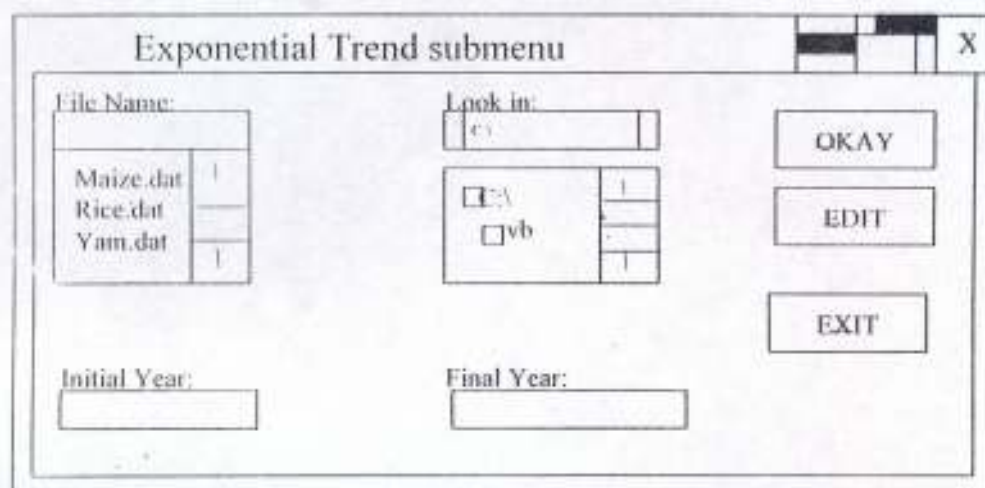 Exponential Trend submenu
X
File Name:
Look in:
c:\
OKAY
Maize.dat
Rice.dat
Yam.dat
C:\
vb
EDIT
EXIT
Initial Year:
Final Year: